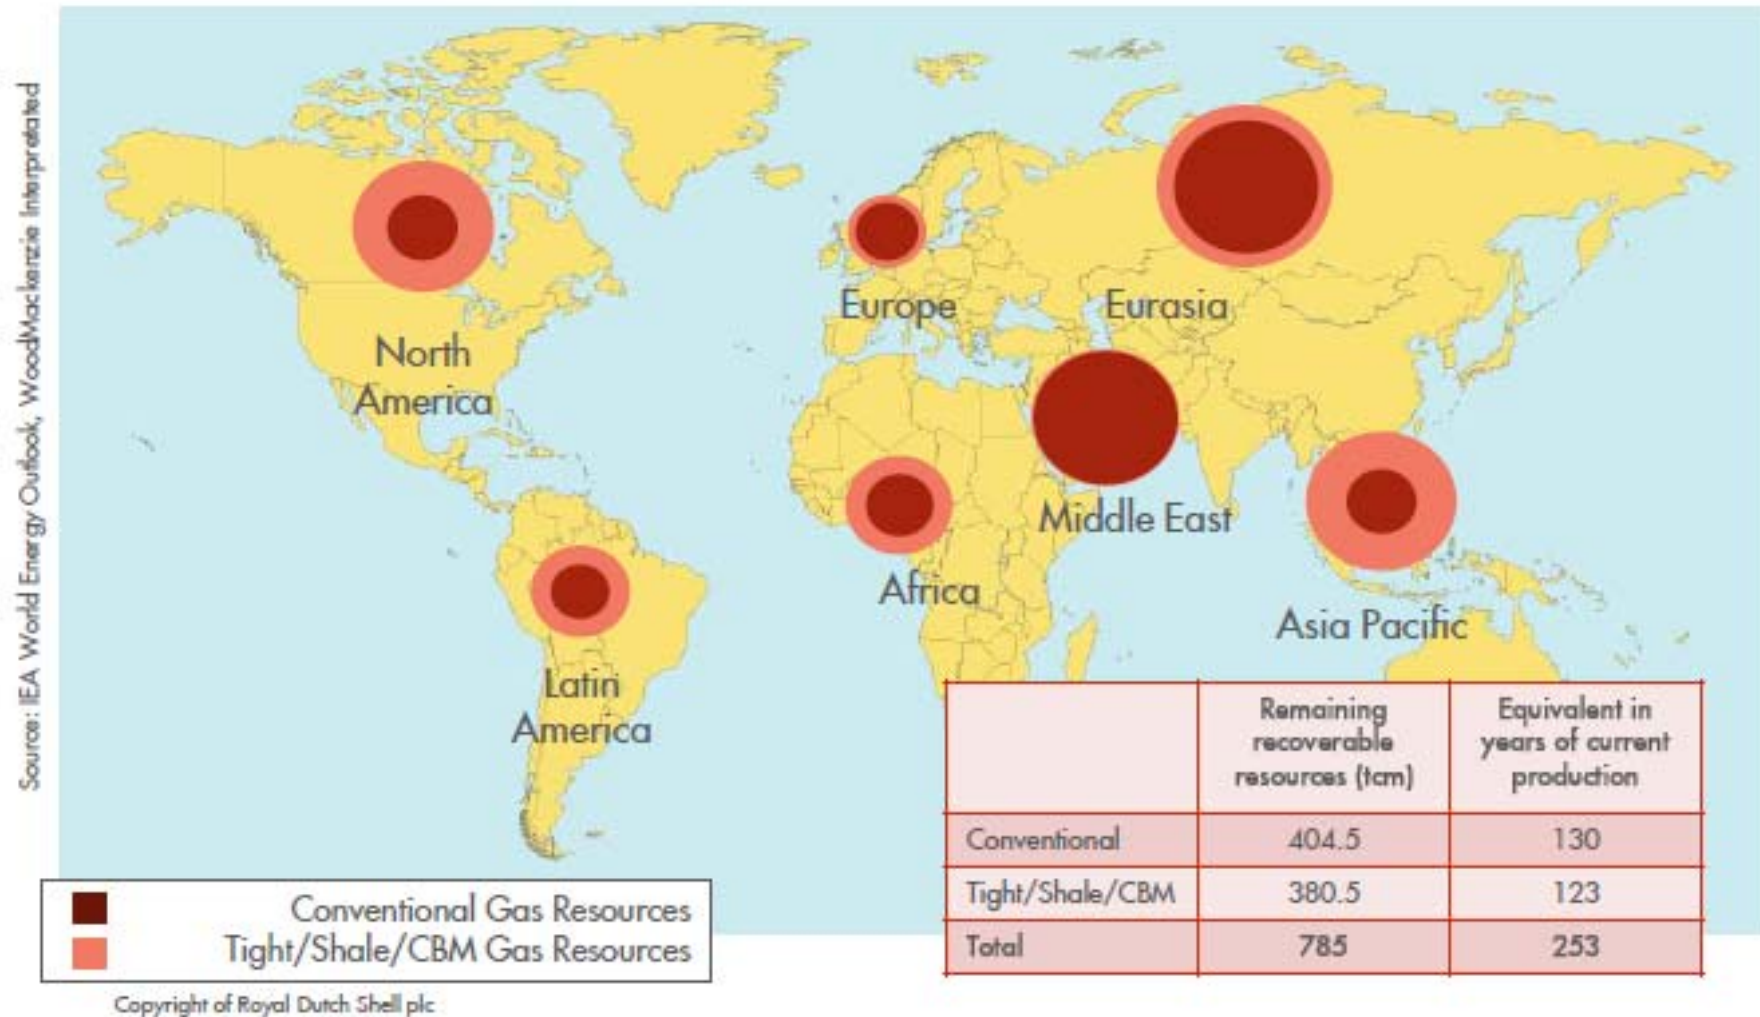 Source: IEA World Energy Outlook, WoodMackenzie Interpretated
North
America
Europe
Eurasia
Middle East
Africa
Asia Pacific
Latin
America
Remaining
recoverable
resources (tcm)
Equivalent in
years of current
production
Conventional 404.5 130
Tight/Shale/CBM 380.5 123
Total 785 253
Conventional Gas Resources
Tight/Shale/CBM Gas Resources
Copyright of Royal Dutch Shell plc